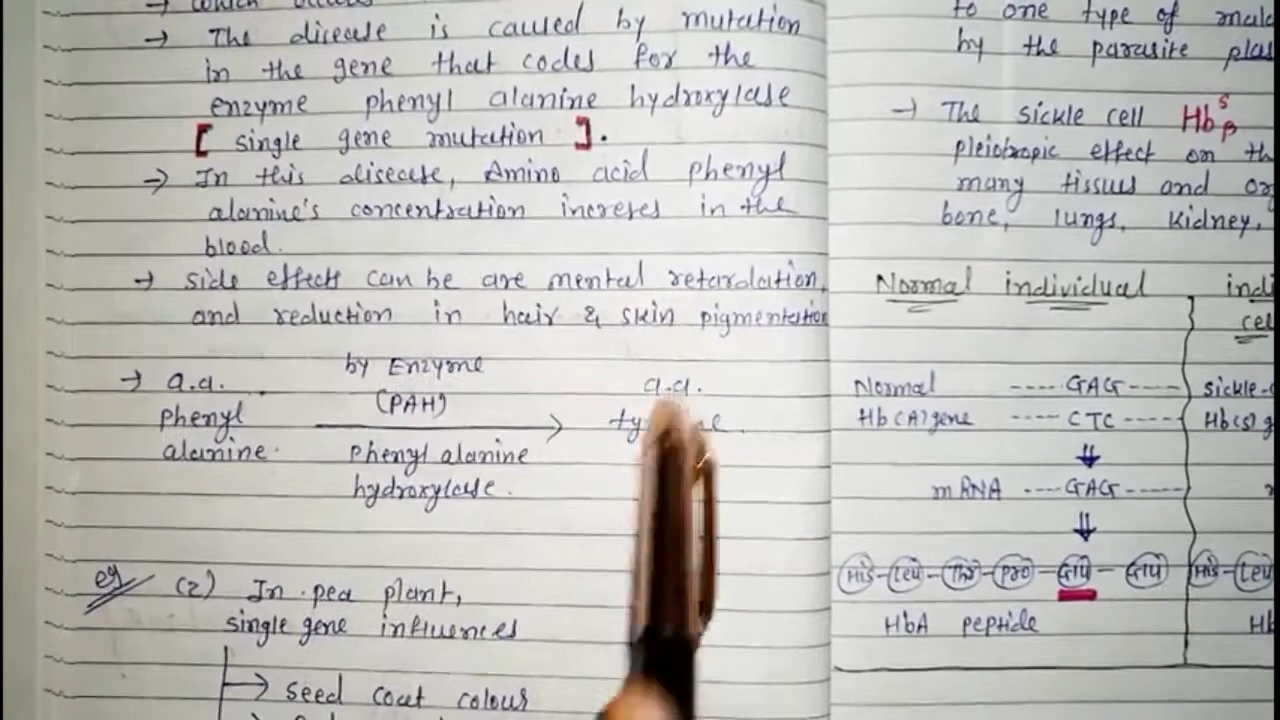 → which
→ The disease is caused by mutation
in the gene that codes for the
enzyme phenyl alanine hydroxylase
[ single gene mutation ].
→ In this disease, Amino acid phenyl
alanine's concentration increses in the
blood.
→ side effects can be are mental retardation,
and reduction in hair & skin pigmentation
→ a.a.
phenyl
alanine.
by Enzyme
(PAH)
phenyl alanine
hydroxylase.
a.a.
eg (2) In pea plant,
single gene influences
→ seed coat colour
to one type of
by the parasite
→ The sickle cell Hb S β
pleiotropic effect on
many tissues and
bone, lungs, kidney,
Normal individual
Normal ---- GAG ----
Hb(A)gene ---- CTC ----
mRNA ---- GAG ----
His - Leu - Thr - Pro - Glu - Glu
HbA peptide
sickle-
Hb(s)
His - Leu